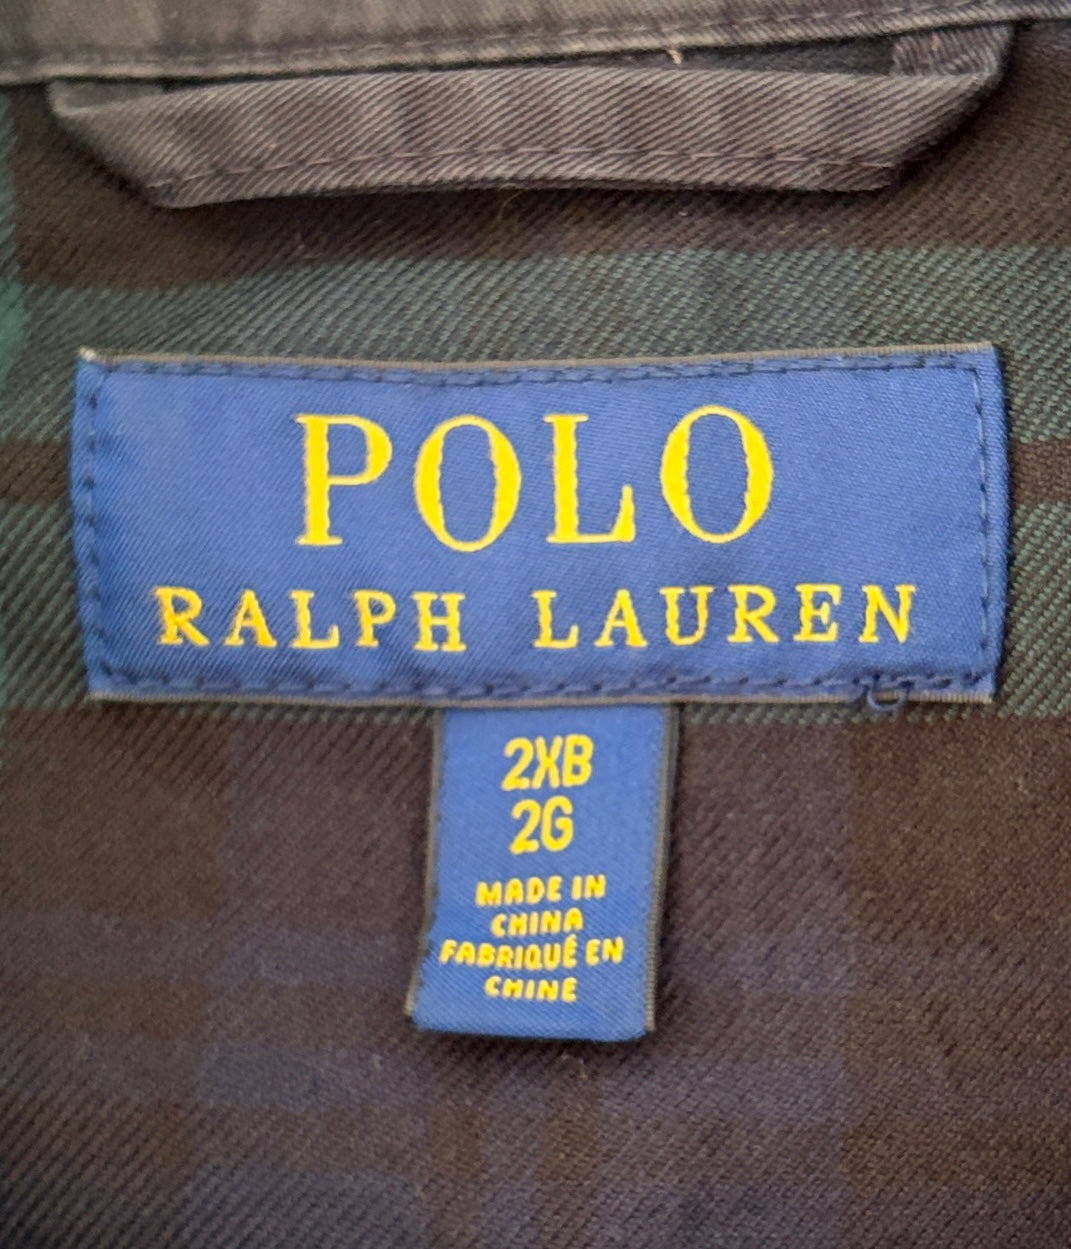 POLO
RALPH LAUREN
2XB
2G
MADE IN
CHINA
FABRIQUÉ EN
CHINE